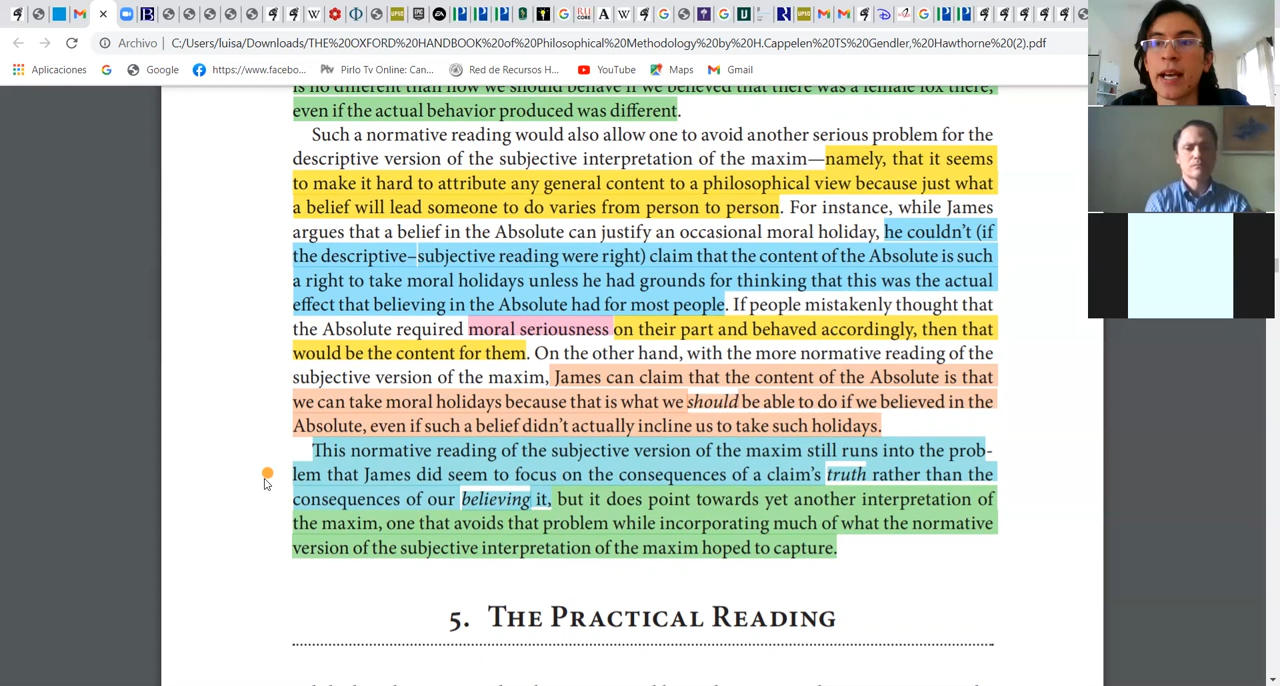 Archivo
C:/Users/luisa/Downloads/THE%20OXFORD%20HANDBOOK%20of%20Philosophical%20Methodology%20by%20H.Cappelen%20TS%20Gendler,%20Hawthorne%20(2).pdf
Aplicaciones
Google
https://www.facebo...
Ptv Pirlo Tv Online: Can...
Red de Recursos H...
YouTube
Maps
Gmail
is no different than how we should behave if we believed that there was a female fox there,
even if the actual behavior produced was different.
Such a normative reading would also allow one to avoid another serious problem for the
descriptive version of the subjective interpretation of the maxim—namely, that it seems
to make it hard to attribute any general content to a philosophical view because just what
a belief will lead someone to do varies from person to person. For instance, while James
argues that a belief in the Absolute can justify an occasional moral holiday, he couldn't (if
the descriptive–subjective reading were right) claim that the content of the Absolute is such
a right to take moral holidays unless he had grounds for thinking that this was the actual
effect that believing in the Absolute had for most people. If people mistakenly thought that
the Absolute required moral seriousness on their part and behaved accordingly, then that
would be the content for them. On the other hand, with the more normative reading of the
subjective version of the maxim, James can claim that the content of the Absolute is that
we can take moral holidays because that is what we should be able to do if we believed in the
Absolute, even if such a belief didn't actually incline us to take such holidays.
This normative reading of the subjective version of the maxim still runs into the prob-
lem that James did seem to focus on the consequences of a claim's truth rather than the
consequences of our believing it, but it does point towards yet another interpretation of
the maxim, one that avoids that problem while incorporating much of what the normative
version of the subjective interpretation of the maxim hoped to capture.
5. The Practical Reading